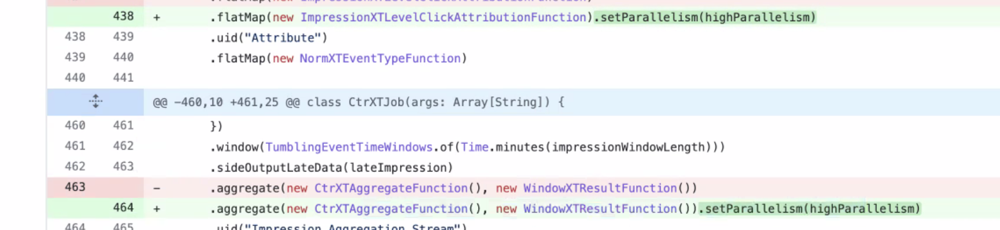 .flatMap(new ImpressionXTLevelClickAttributionFunction)
438 + .flatMap(new ImpressionXTLevelClickAttributionFunction).setParallelism(highParallelism)
438 439 .uid("Attribute")
439 440 .flatMap(new NormXTEventTypeFunction)
440 441
@@ -460,10 +461,25 @@ class CtrXTJob(args: Array[String]) {
460 461 })
461 462 .window(TumblingEventTimeWindows.of(Time.minutes(impressionWindowLength)))
462 463 .sideOutputLateData(lateImpression)
463 - .aggregate(new CtrXTAggregateFunction(), new WindowXTResultFunction())
464 + .aggregate(new CtrXTAggregateFunction(), new WindowXTResultFunction()).setParallelism(highParallelism)
464 465 .uid("Impression Aggregation Stream")